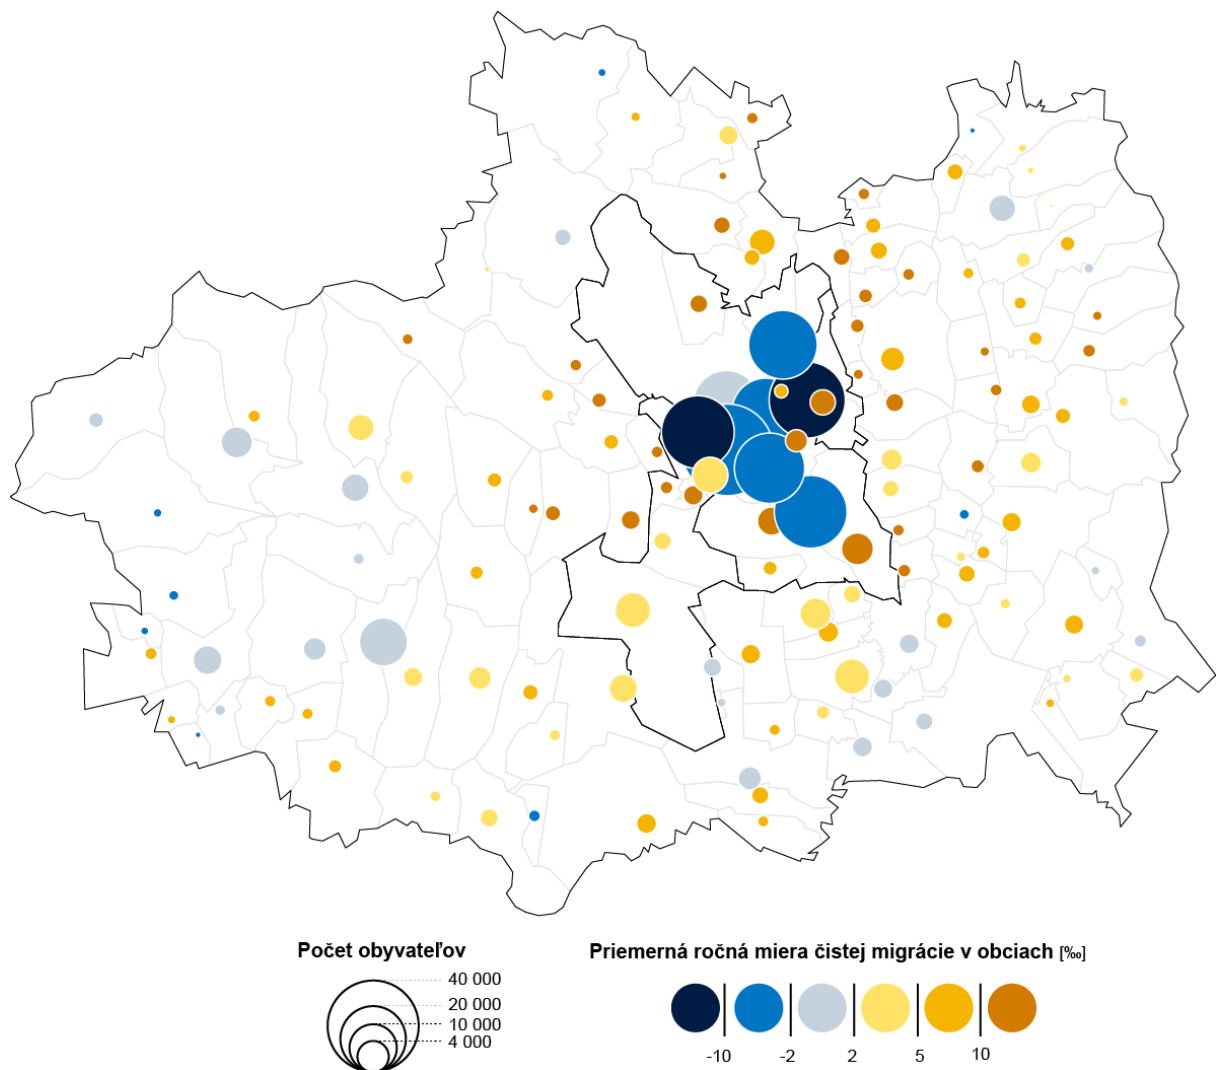 Počet obyvateľov
40 000
20 000
10 000
4 000
Priemerná ročná miera čistej migrácie v obciach [‰]
-10 -2 2 5 10